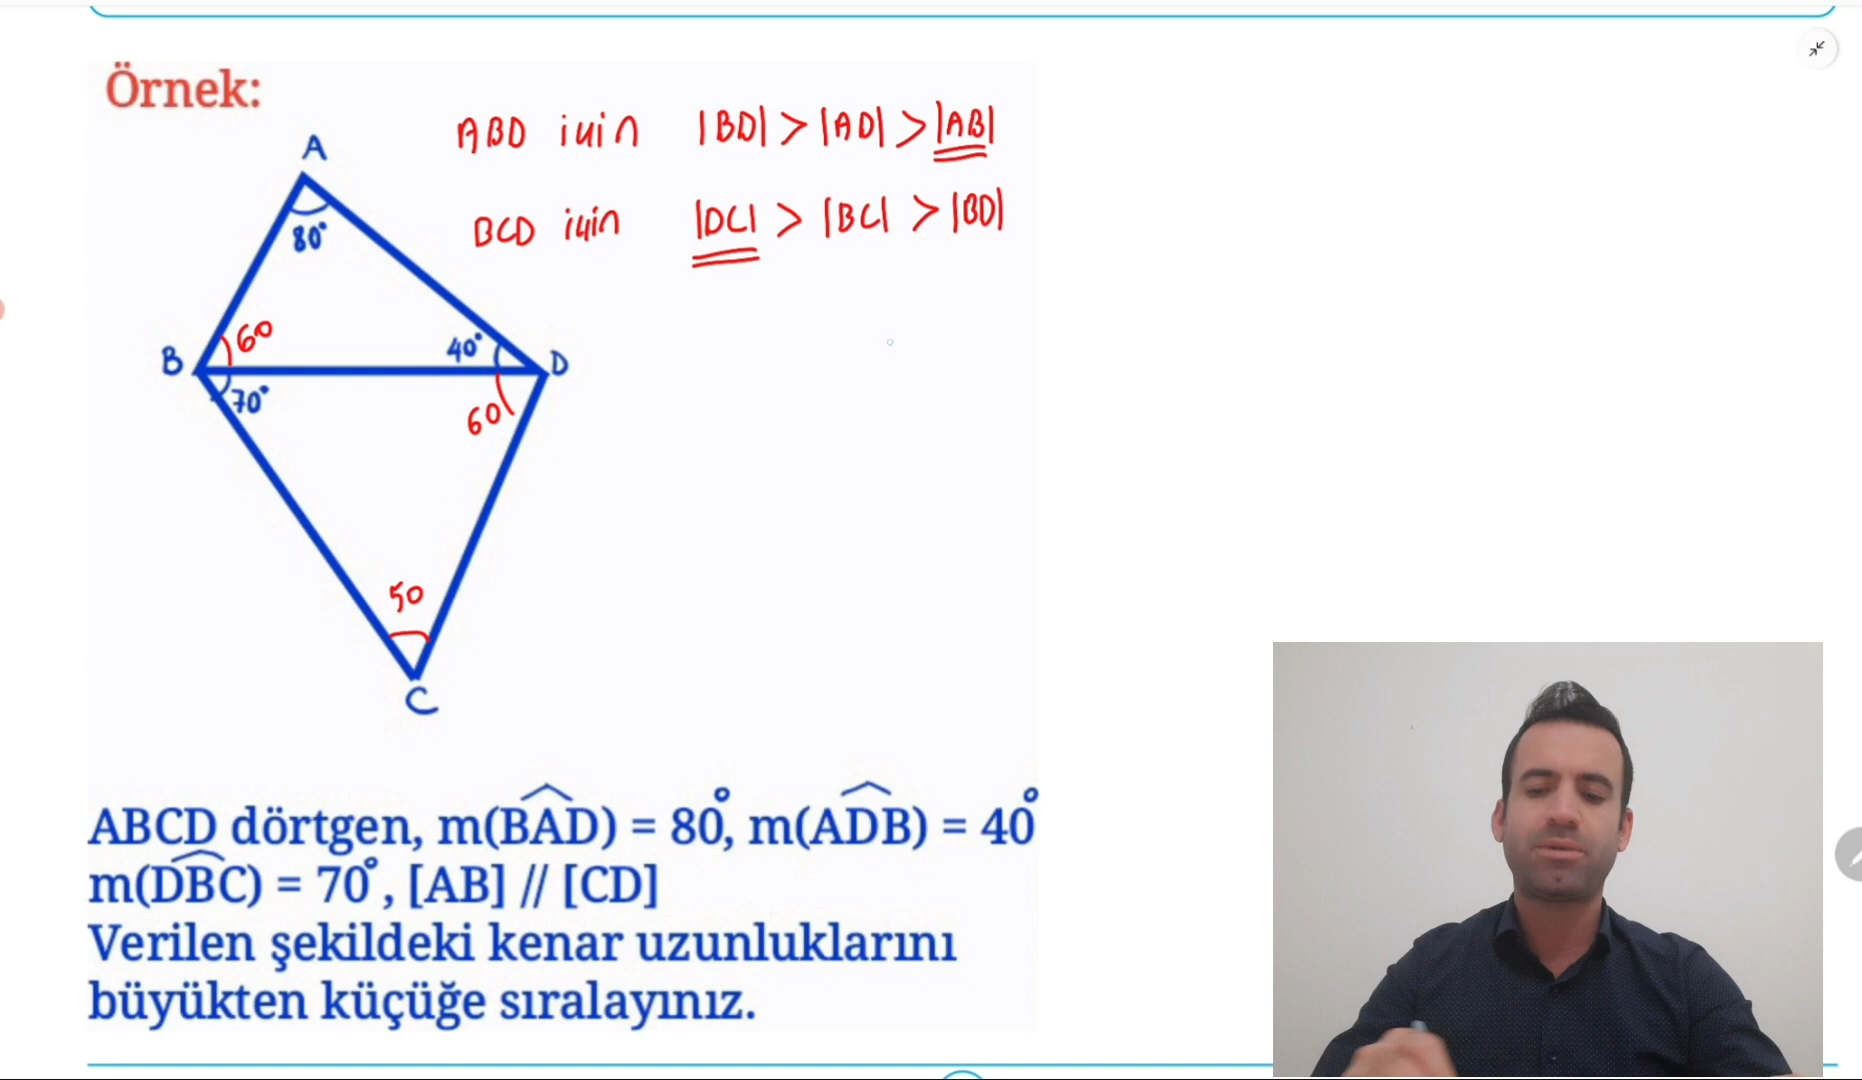 Örnek:
ABD için |BD| > |AD| > |AB|
BCD için |DC| > |BC| > |BD|
A
80°
60
B
40°
D
70°
60
50
C
ABCD dörtgen, m(BAD) = 80°, m(ADB) = 40°
m(DBC) = 70°, [AB] // [CD]
Verilen şekildeki kenar uzunluklarını
büyükten küçüğe sıralayınız.